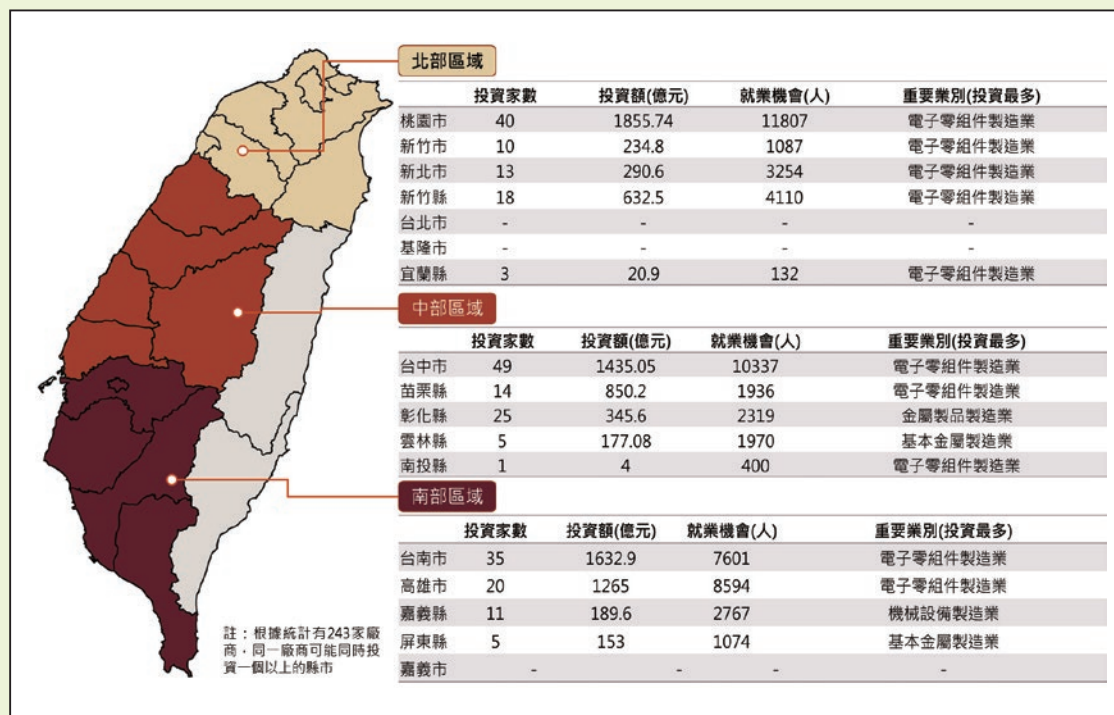 北部區域
投資家數 投資額(億元) 就業機會(人) 重要業別(投資最多)
桃園市 40 1855.74 11807 電子零組件製造業
新竹市 10 234.8 1087 電子零組件製造業
新北市 13 290.6 3254 電子零組件製造業
新竹縣 18 632.5 4110 電子零組件製造業
台北市 - - - -
基隆市 - - - -
宜蘭縣 3 20.9 132 電子零組件製造業
中部區域
投資家數 投資額(億元) 就業機會(人) 重要業別(投資最多)
台中市 49 1435.05 10337 電子零組件製造業
苗栗縣 14 850.2 1936 電子零組件製造業
彰化縣 25 345.6 2319 金屬製品製造業
雲林縣 5 177.08 1970 基本金屬製造業
南投縣 1 4 400 電子零組件製造業
南部區域
投資家數 投資額(億元) 就業機會(人) 重要業別(投資最多)
台南市 35 1632.9 7601 電子零組件製造業
高雄市 20 1265 8594 電子零組件製造業
嘉義縣 11 189.6 2767 機械設備製造業
屏東縣 5 153 1074 基本金屬製造業
嘉義市 - - - -
註：根據統計有243家廠
商，同一廠商可能同時投
資一個以上的縣市